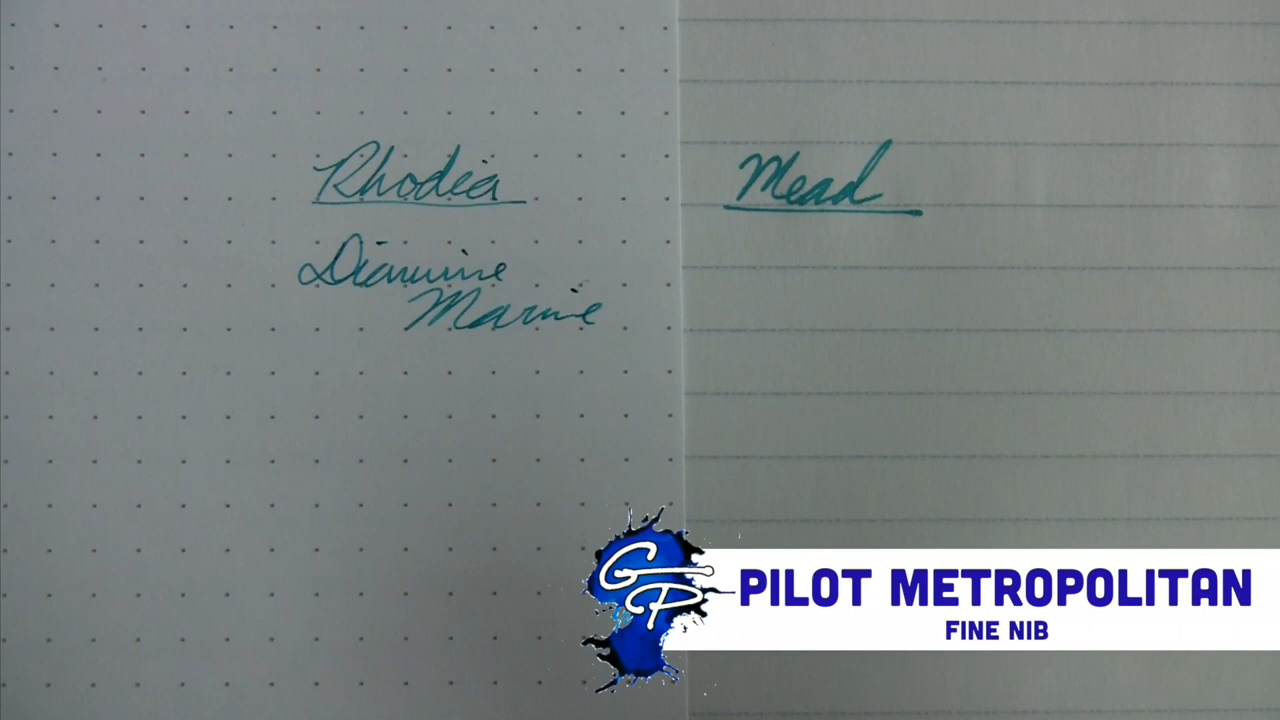 Rhodia
Mead
Diamine
Marine
GP
PILOT METROPOLITAN
FINE NIB